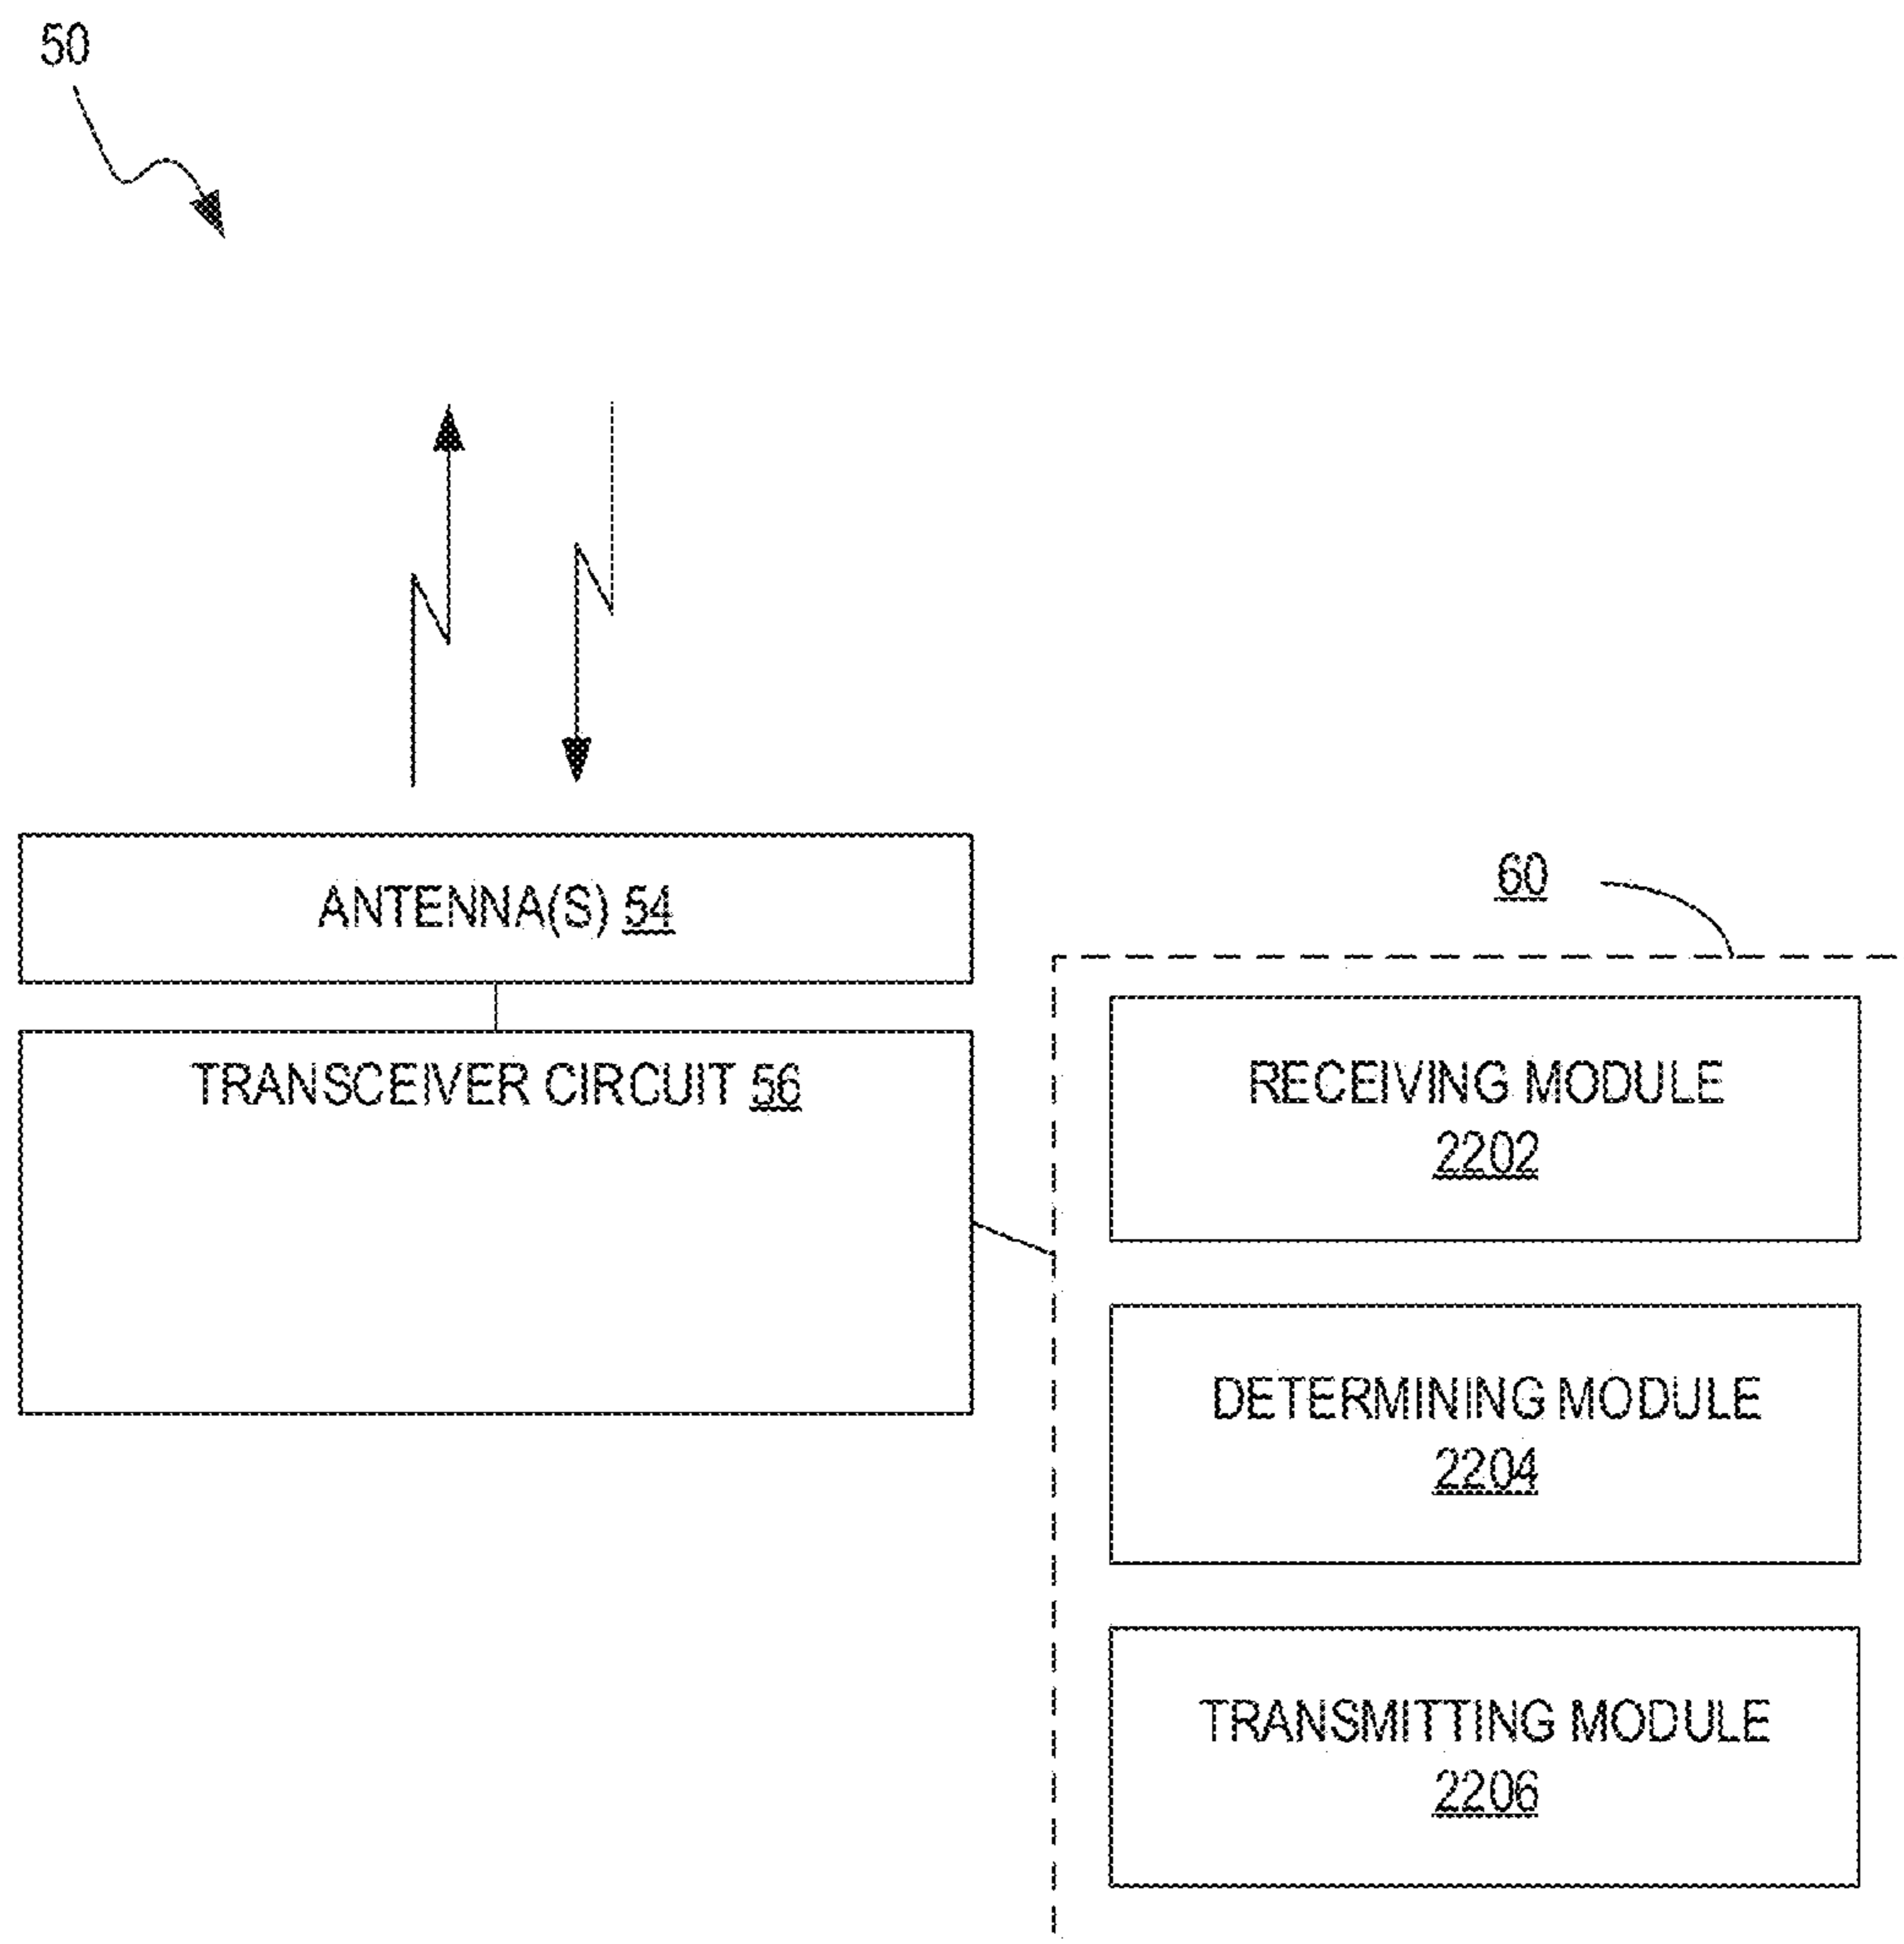 50
ANTENNA(S) 54
60
TRANSCEIVER CIRCUIT 56
RECEIVING MODULE
2202
DETERMINING MODULE
2204
TRANSMITTING MODULE
2206